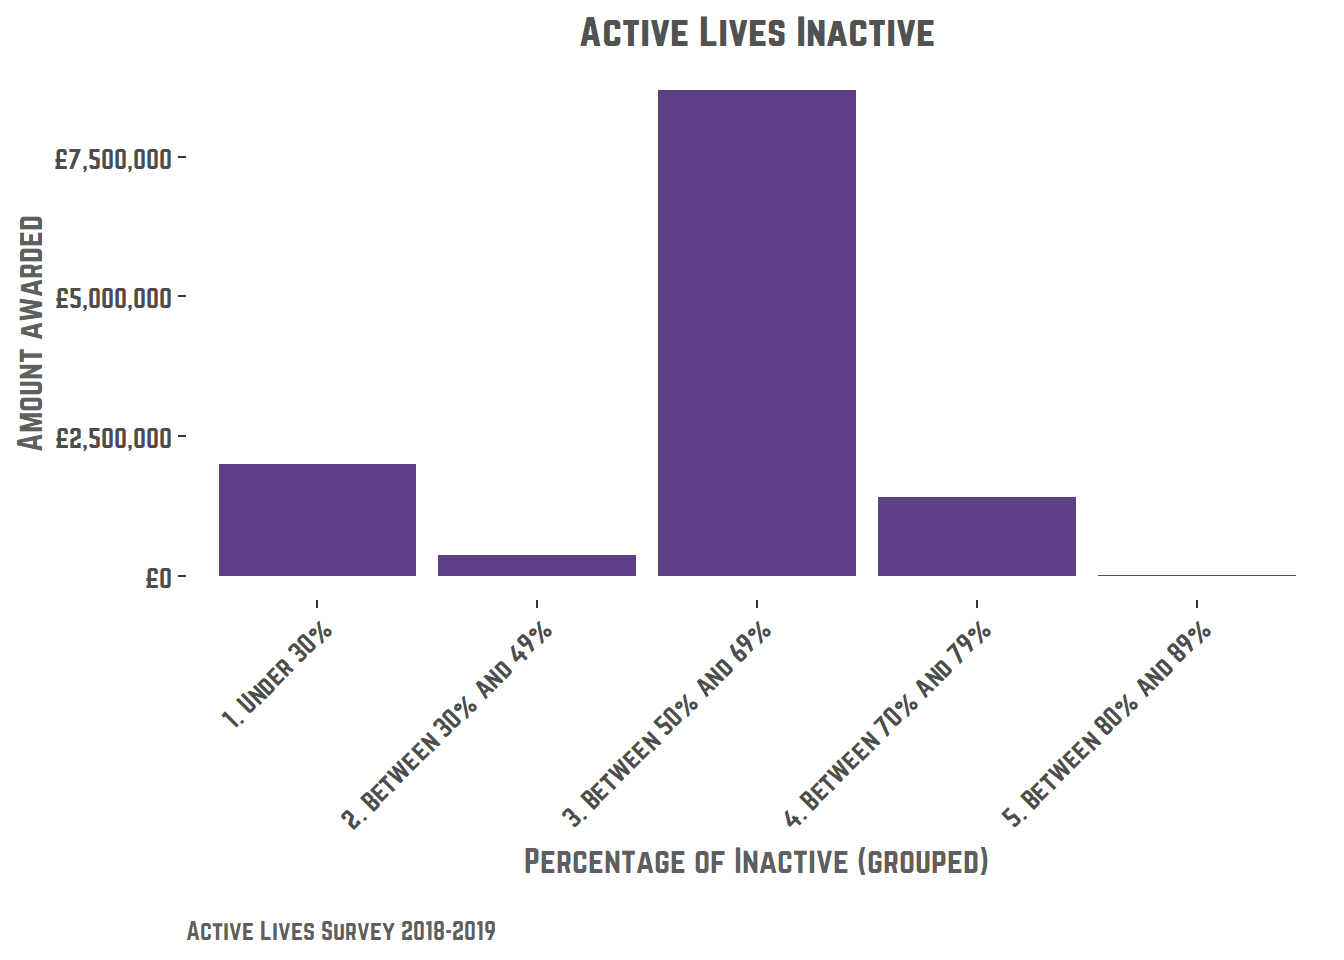 Active Lives Inactive
Amount awarded
£7,500,000
£5,000,000
£2,500,000
£0
1. Under 30%
2. Between 30% and 49%
3. Between 50% and 69%
4. Between 70% and 79%
5. Between 80% and 89%
Percentage of Inactive (grouped)
Active Lives Survey 2018-2019